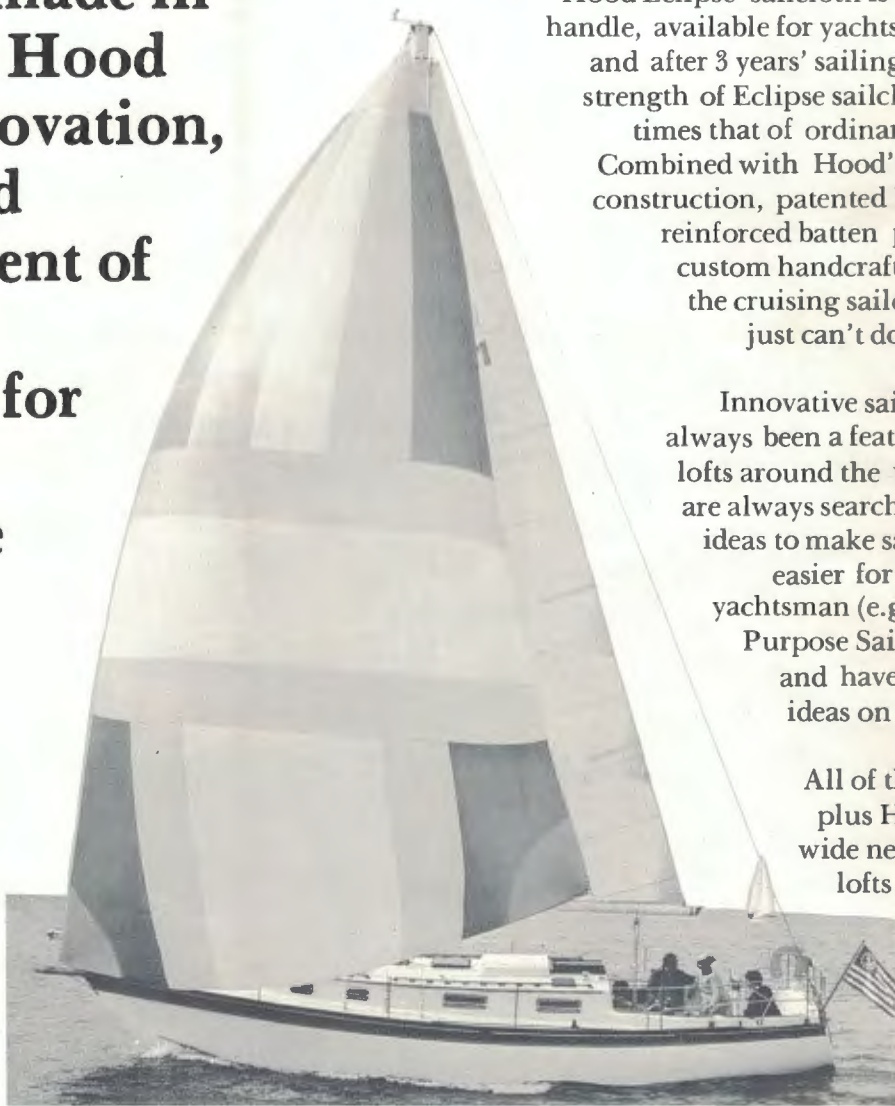 made in
Hood
ovation,
d
ent of
for
e
handle, available for yachts
and after 3 years' sailing
strength of Eclipse sailcl
times that of ordinar
Combined with Hood'
construction, patented
reinforced batten
custom handcraft
the cruising sailo
just can't do
Innovative sai
always been a feat
lofts around the
are always search
ideas to make sa
easier for
yachtsman (e.g
Purpose Sai
and have
ideas on
All of t
plus H
wide ne
lofts